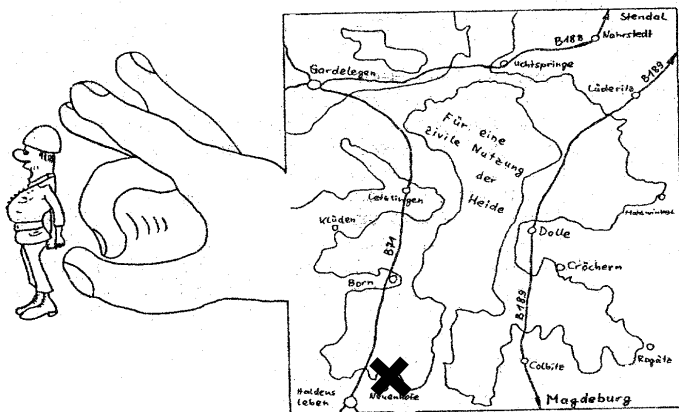 Stendal
B188
Nahrstedt
Uchtspringe
Gardelegen
Lüderitz
B189
Für eine
zivile Nutzung
der
Heide
Letzlingen
Klüden
B71
Born
Dolle
Cröchern
B189
Colbitz
Rogätz
Neuenhofe
Haldens
leben
Magdeburg